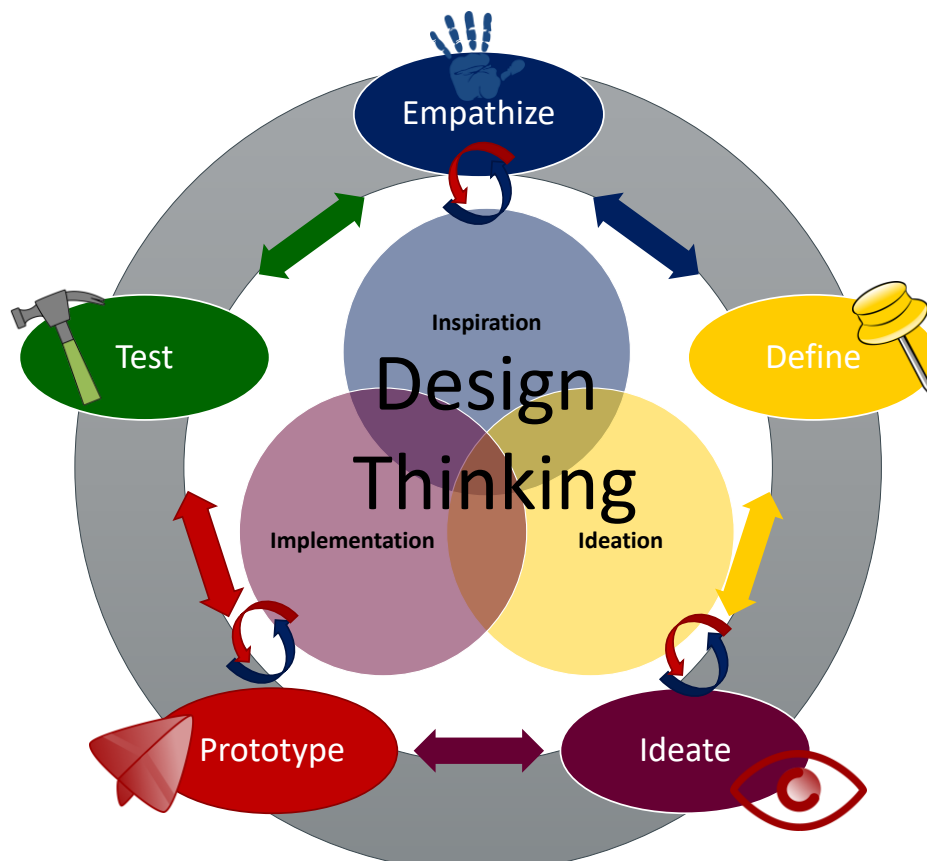 Empathize
Inspiration
Design
Thinking
Test
Define
Implementation
Ideation
Prototype
Ideate